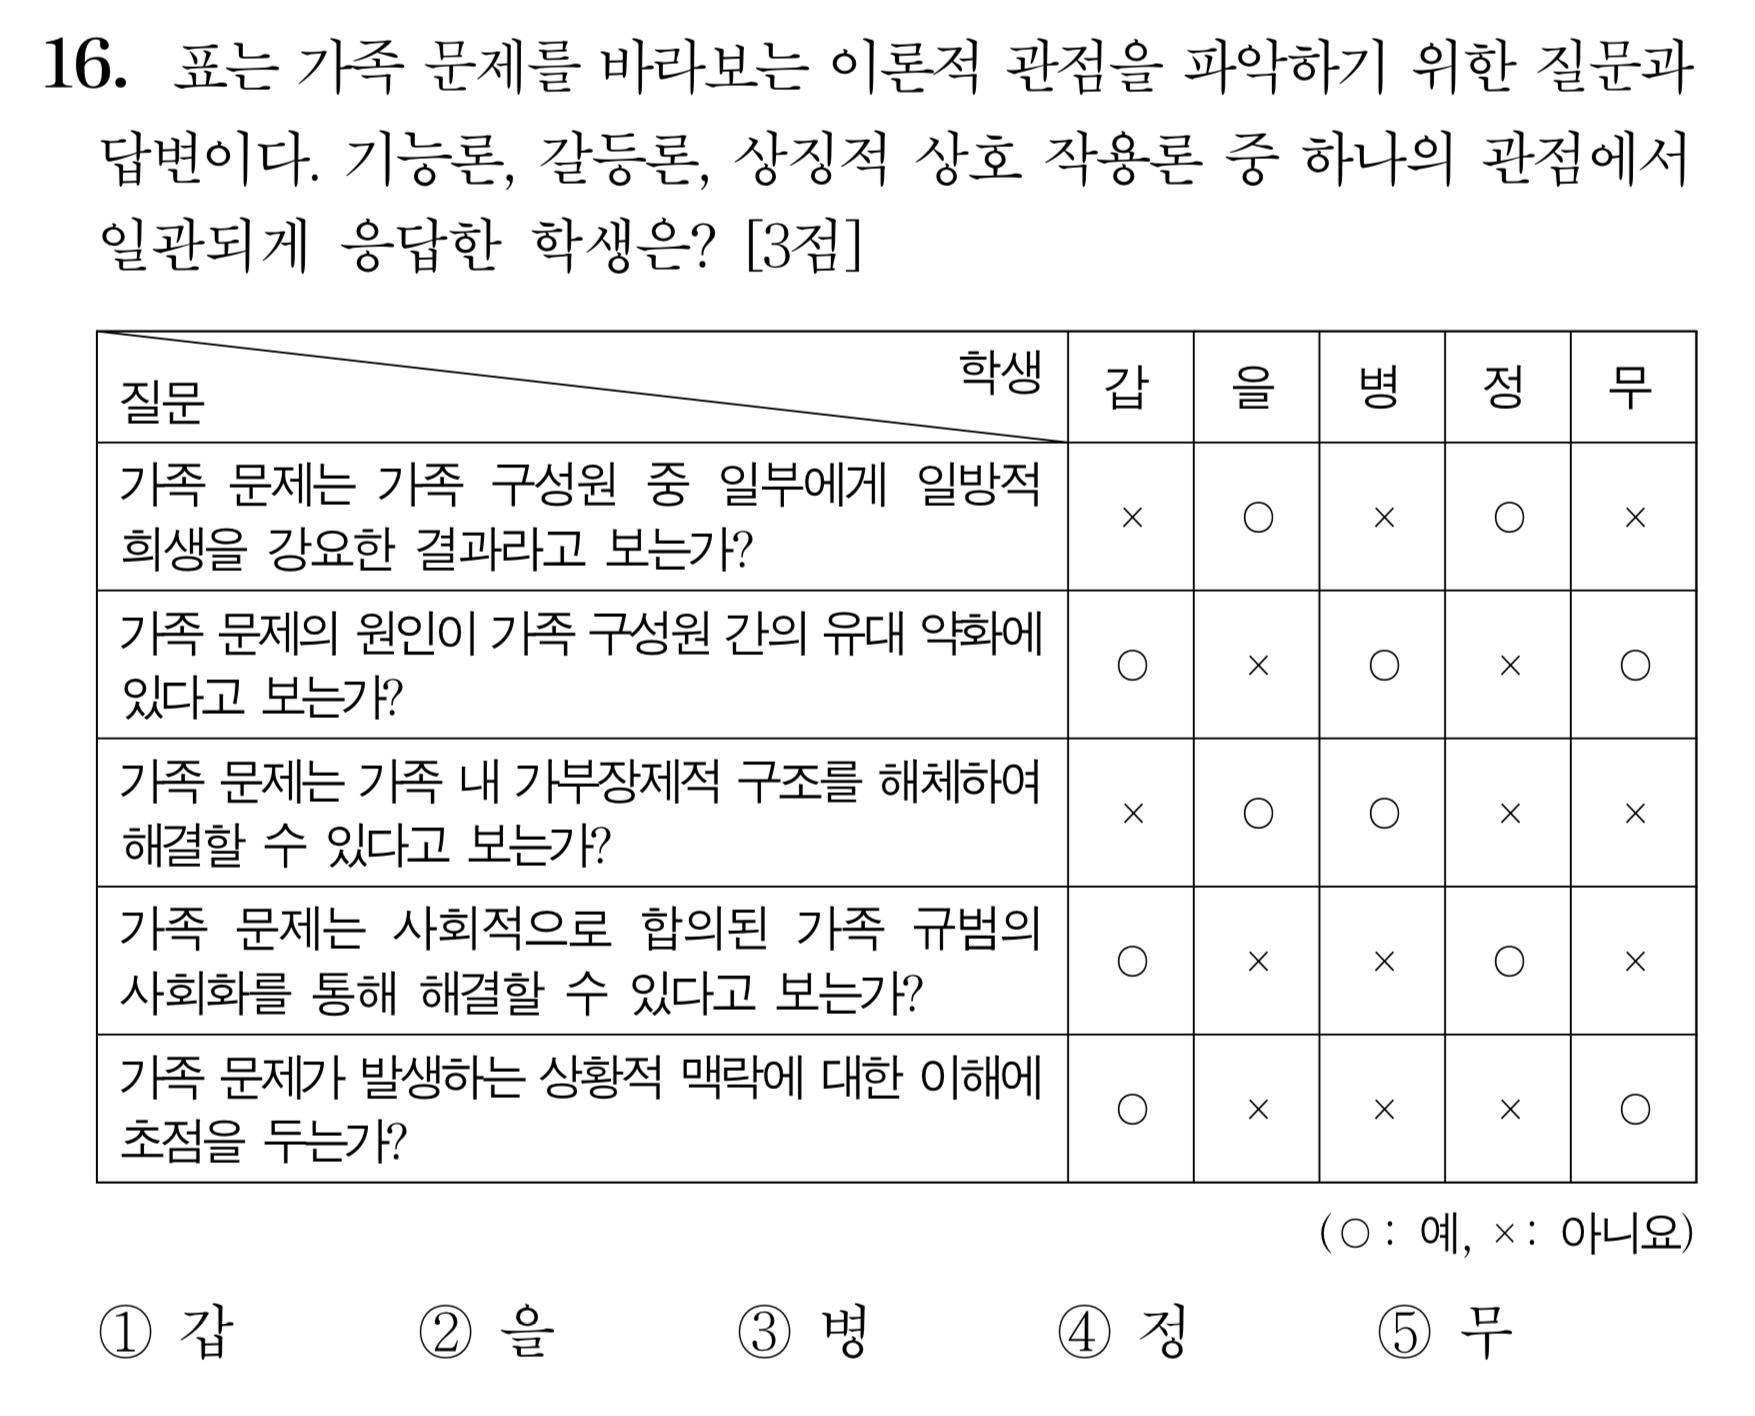 16. 표는 가족 문제를 바라보는 이론적 관점을 파악하기 위한 질문과
답변이다. 기능론, 갈등론, 상징적 상호 작용론 중 하나의 관점에서
일관되게 응답한 학생은? [3점]
학생
질문
갑 을 병 정 무
가족 문제는 가족 구성원 중 일부에게 일방적
희생을 강요한 결과라고 보는가?
× ○ × ○ ×
가족 문제의 원인이 가족 구성원 간의 유대 약화에
있다고 보는가?
○ × ○ × ○
가족 문제는 가족 내 가부장제적 구조를 해체하여
해결할 수 있다고 보는가?
× ○ ○ × ×
가족 문제는 사회적으로 합의된 가족 규범의
사회화를 통해 해결할 수 있다고 보는가?
○ × × ○ ×
가족 문제가 발생하는 상황적 맥락에 대한 이해에
초점을 두는가?
○ × × × ○
(○: 예, ×: 아니요)
① 갑 ② 을 ③ 병 ④ 정 ⑤ 무